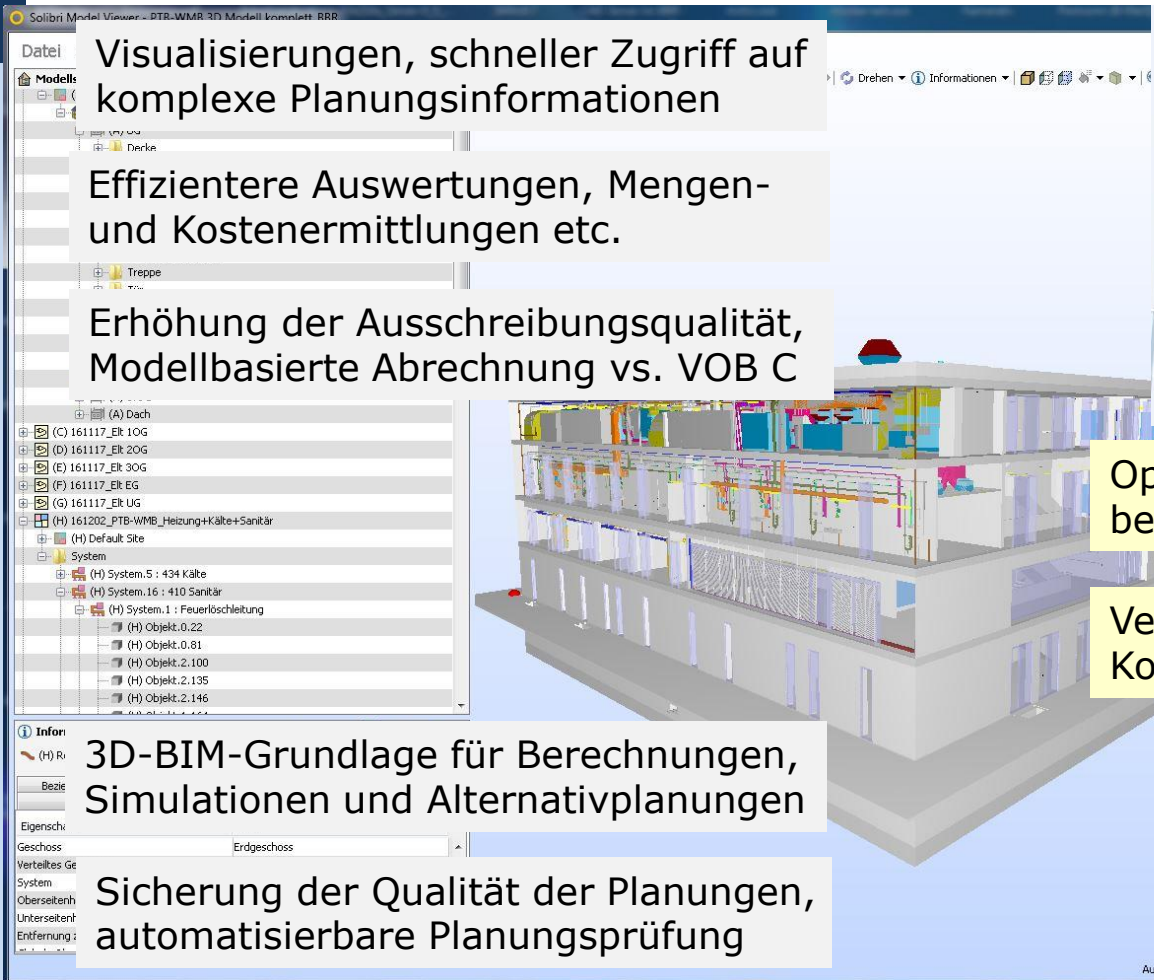 Solibri Model Viewer - PTB-WMB 3D Modell komplett BBR
Datei
Visualisierungen, schneller Zugriff auf
komplexe Planungsinformationen
Drehen Informationen
Decke
Effizientere Auswertungen, Mengen-
und Kostenermittlungen etc.
Treppe
Erhöhung der Ausschreibungsqualität,
Modellbasierte Abrechnung vs. VOB C
(A) Dach
(C) 161117_Elt 1OG
(D) 161117_Elt 2OG
(E) 161117_Elt 3OG
(F) 161117_Elt EG
(G) 161117_Elt UG
(H) 161202_PTB-WMB_Heizung+Kälte+Sanitär
(H) Default Site
System
(H) System.5 : 434 Kälte
(H) System.16 : 410 Sanitär
(H) System.1 : Feuerlöschleitung
(H) Objekt.0.22
(H) Objekt.0.81
(H) Objekt.2.100
(H) Objekt.2.135
(H) Objekt.2.146
Op
be
Ve
Ko
3D-BIM-Grundlage für Berechnungen,
Simulationen und Alternativplanungen
Geschoss Erdgeschoss
System
Sicherung der Qualität der Planungen,
automatisierbare Planungsprüfung
Au